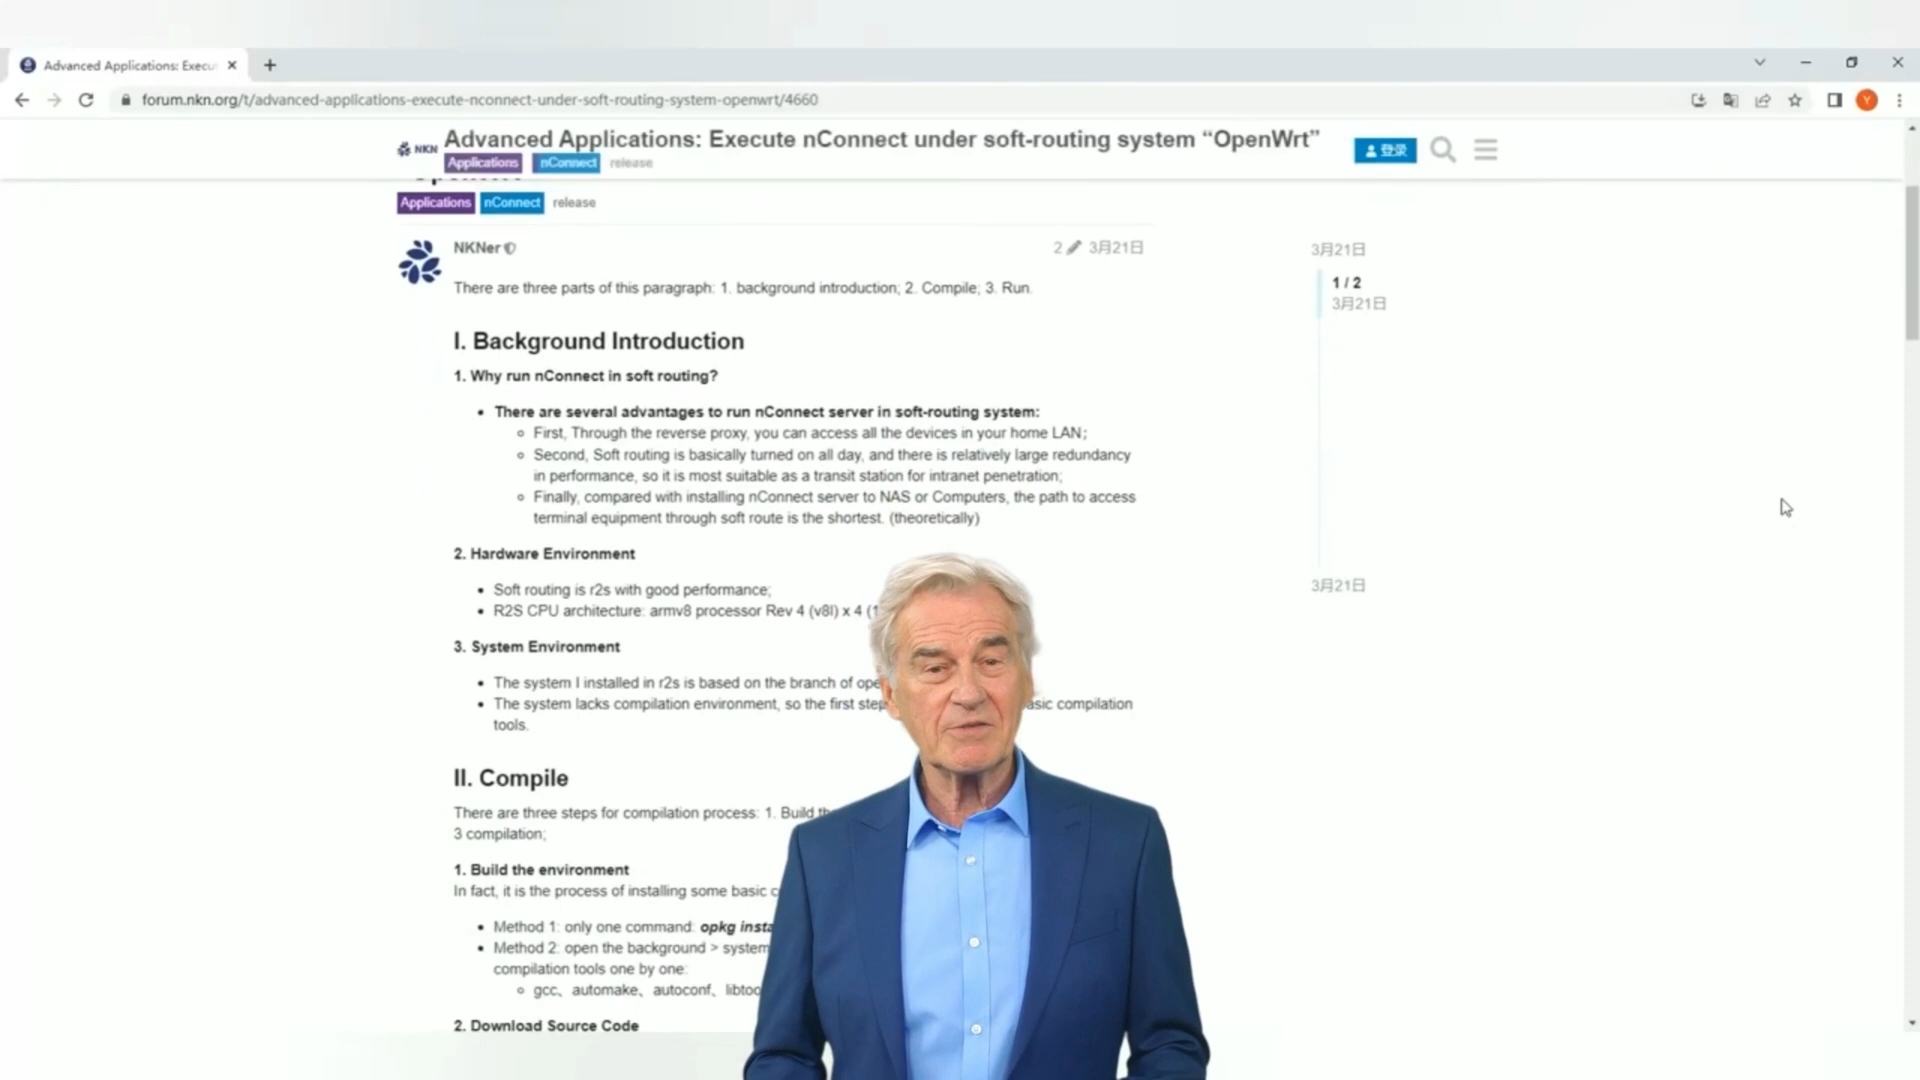 Advanced Applications: Execu
forum.nkn.org/t/advanced-applications-execute-nconnect-under-soft-routing-system-openwrt/4660
Y
NKN
Advanced Applications: Execute nConnect under soft-routing system “OpenWrt”
Applications nConnect release
登录
Applications nConnect release
NKNer
2 3月21日
3月21日
1 / 2
3月21日
3月21日
There are three parts of this paragraph: 1. background introduction; 2. Compile; 3. Run.
I. Background Introduction
1. Why run nConnect in soft routing?
• There are several advantages to run nConnect server in soft-routing system:
First, Through the reverse proxy, you can access all the devices in your home LAN;
Second, Soft routing is basically turned on all day, and there is relatively large redundancy
in performance, so it is most suitable as a transit station for intranet penetration;
Finally, compared with installing nConnect server to NAS or Computers, the path to access
terminal equipment through soft route is the shortest. (theoretically)
2. Hardware Environment
• Soft routing is r2s with good performance;
• R2S CPU architecture: armv8 processor Rev 4 (v8l) x 4 (1
3. System Environment
• The system I installed in r2s is based on the branch of ope
• The system lacks compilation environment, so the first step asic compilation
tools.
II. Compile
There are three steps for compilation process: 1. Build th
3 compilation;
1. Build the environment
In fact, it is the process of installing some basic c
• Method 1: only one command: opkg insta
• Method 2: open the background > system
compilation tools one by one:
gcc、automake、autoconf、libtoo
2. Download Source Code